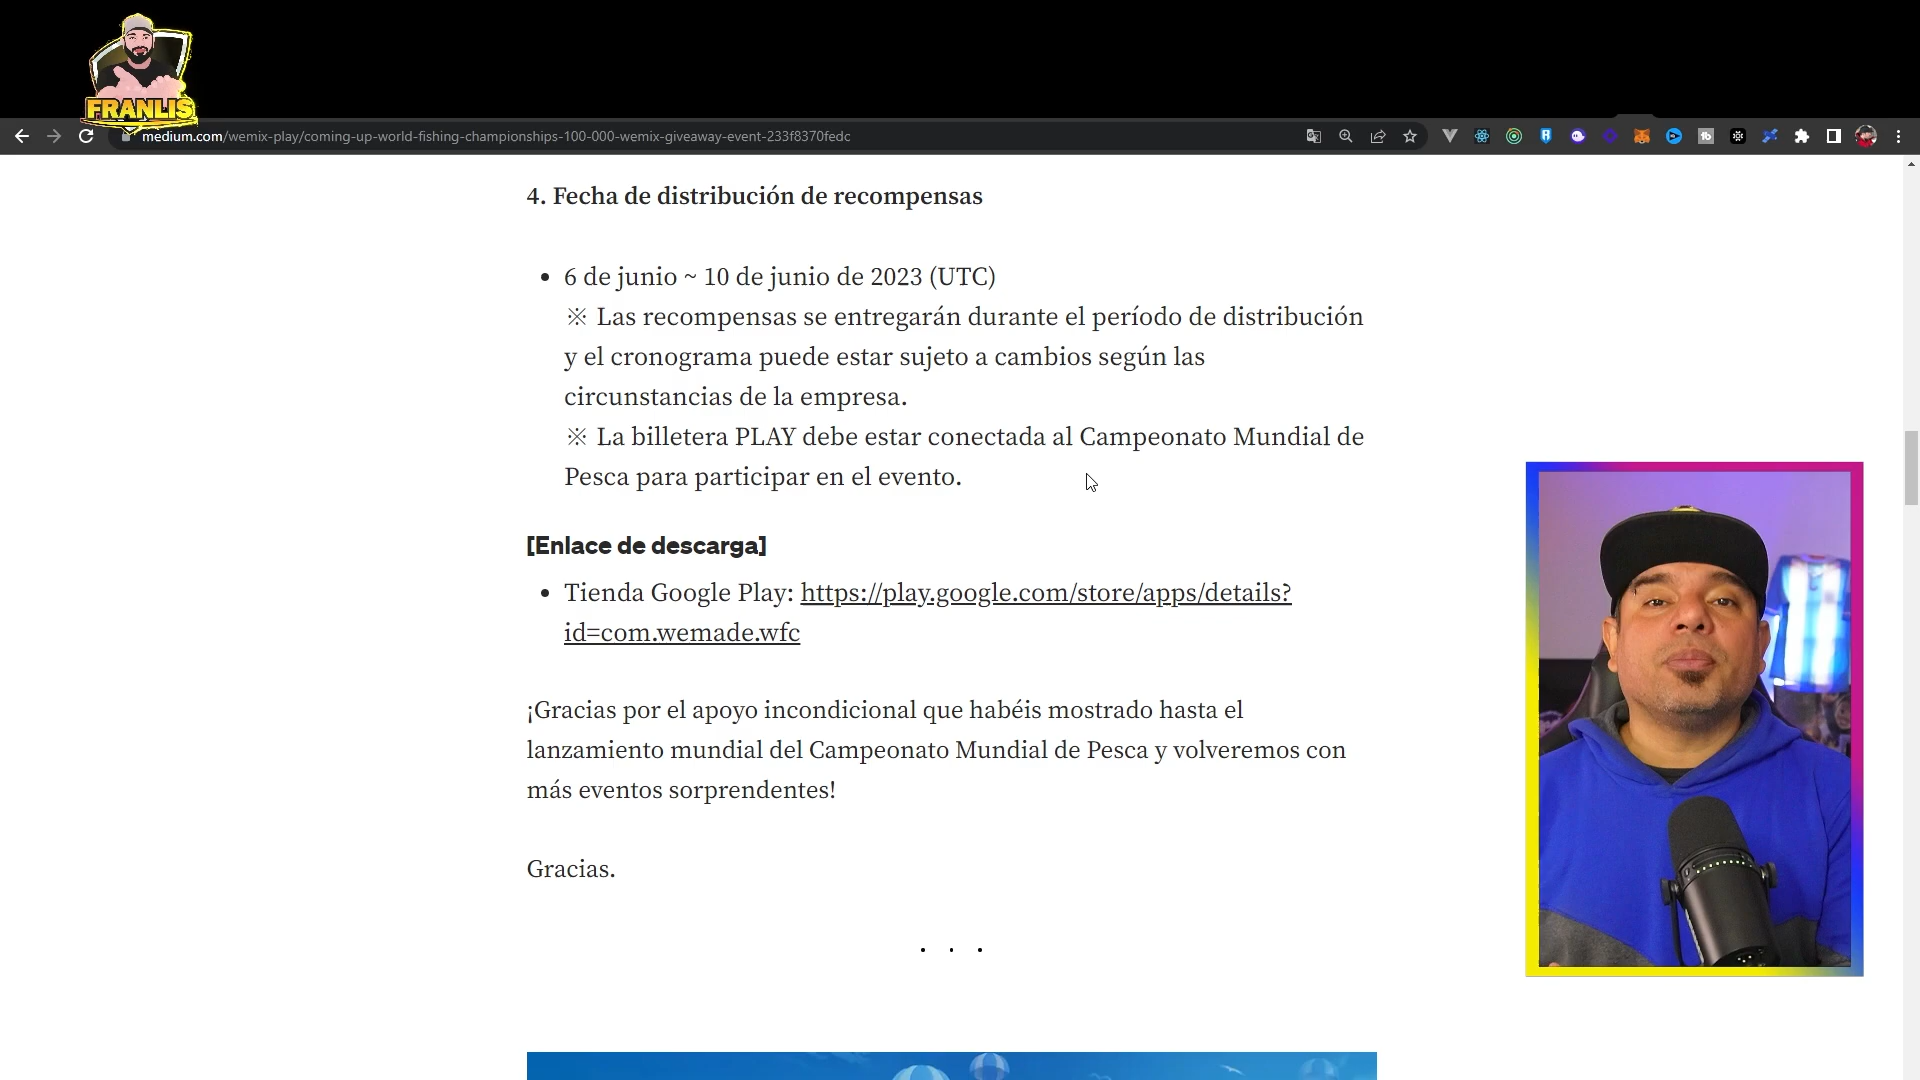 FRANLIS
medium.com/wemix-play/coming-up-world-fishing-championships-100-000-wemix-giveaway-event-233f8370fedc
4. Fecha de distribución de recompensas
• 6 de junio ~ 10 de junio de 2023 (UTC)
※ Las recompensas se entregarán durante el período de distribución
y el cronograma puede estar sujeto a cambios según las
circunstancias de la empresa.
※ La billetera PLAY debe estar conectada al Campeonato Mundial de
Pesca para participar en el evento.
[Enlace de descarga]
• Tienda Google Play: https://play.google.com/store/apps/details?
id=com.wemade.wfc
¡Gracias por el apoyo incondicional que habéis mostrado hasta el
lanzamiento mundial del Campeonato Mundial de Pesca y volveremos con
más eventos sorprendentes!
Gracias.
. . .